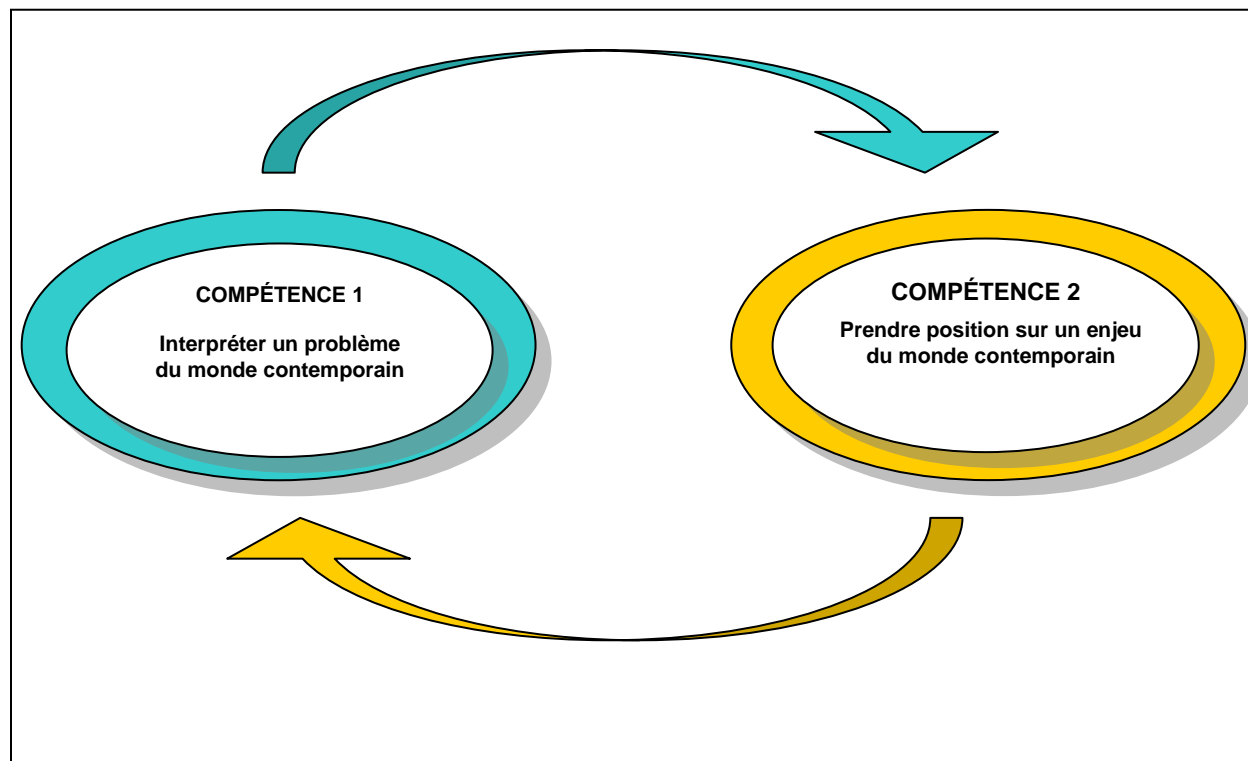 COMPÉTENCE 1
Interpréter un problème
du monde contemporain
COMPÉTENCE 2
Prendre position sur un enjeu
du monde contemporain